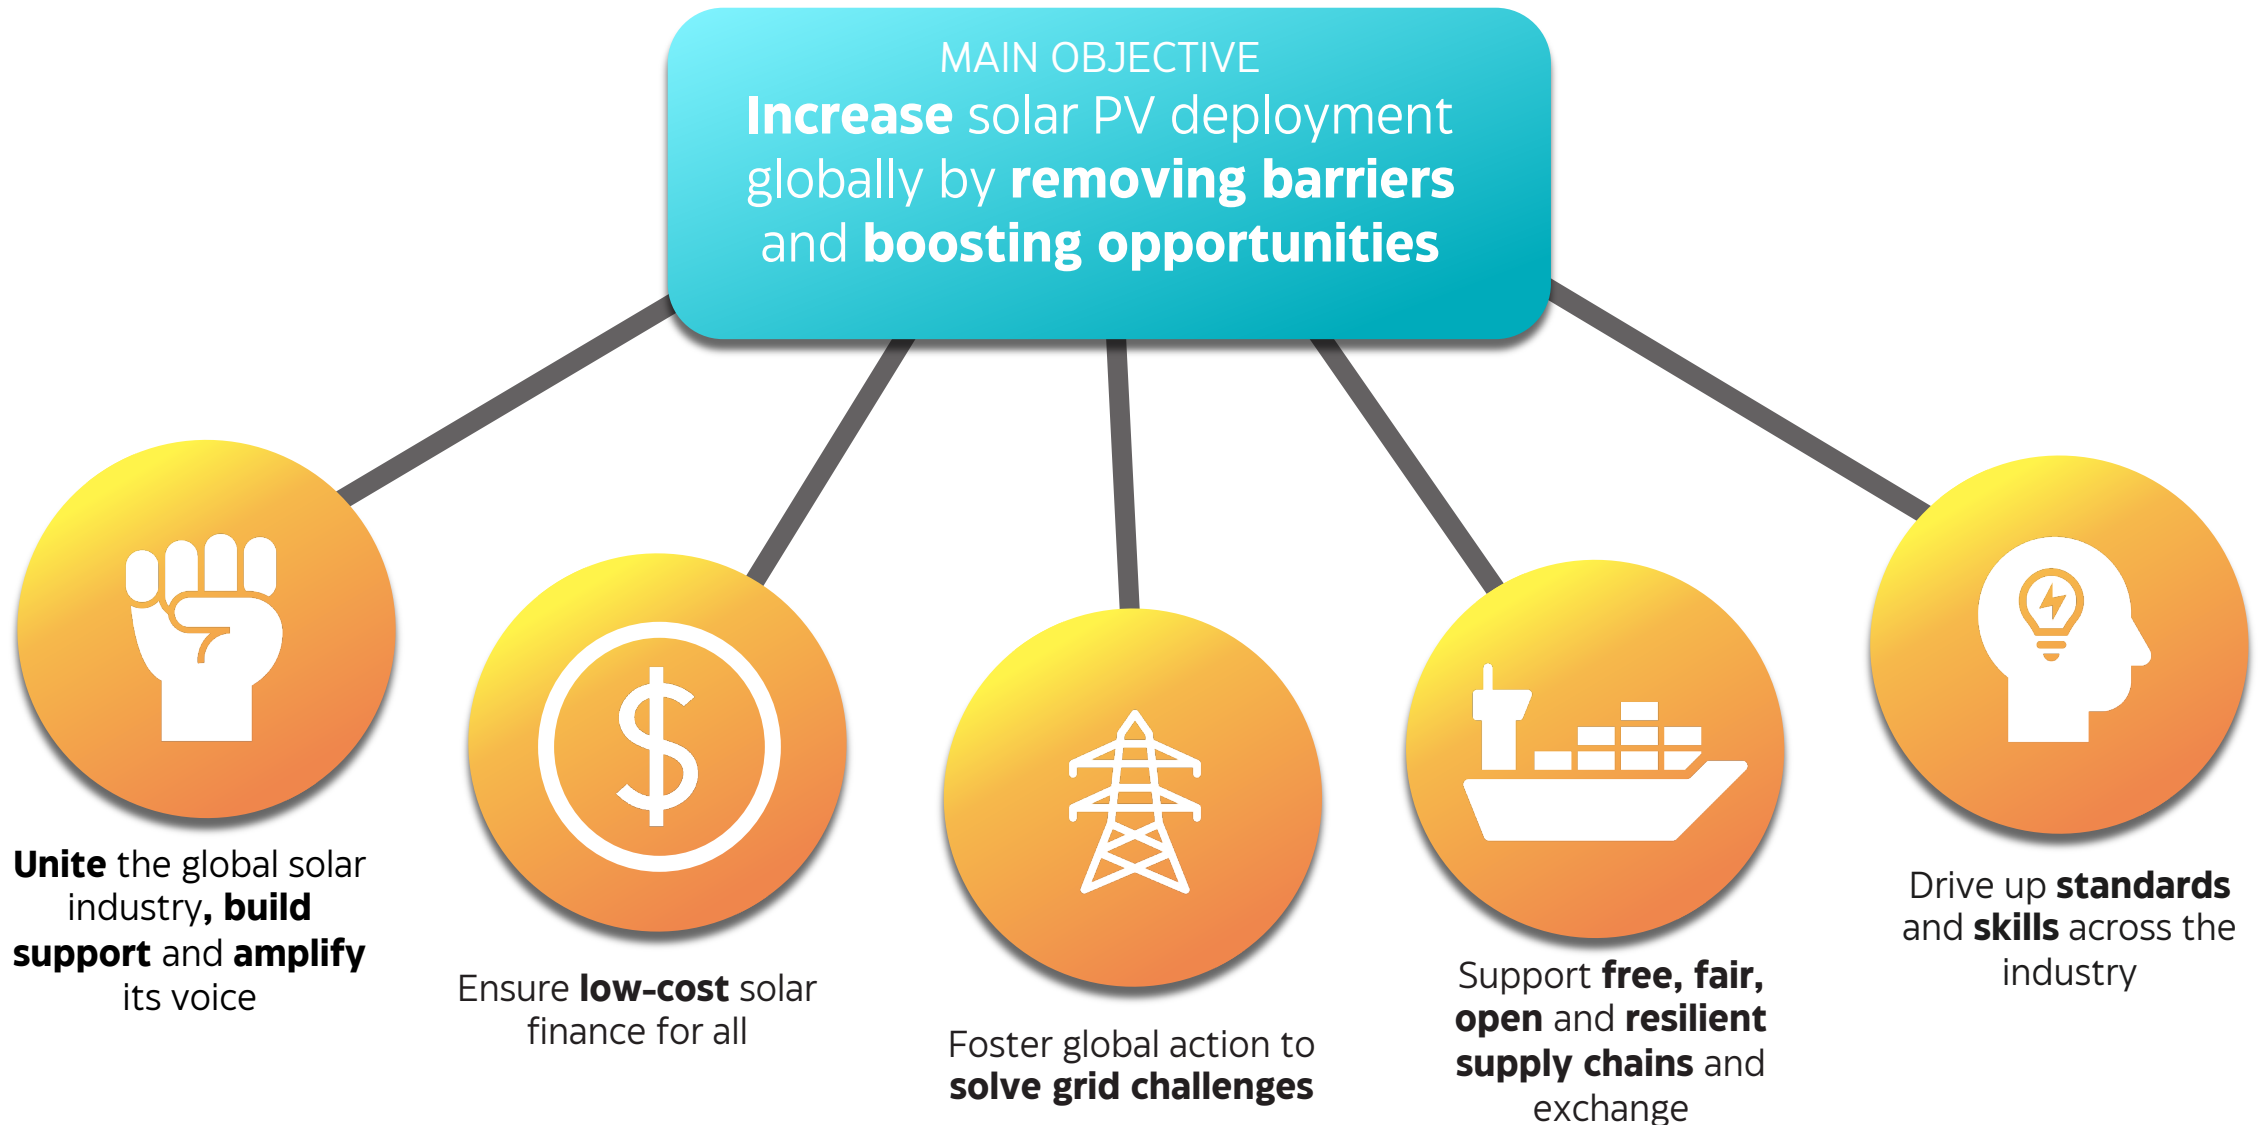 MAIN OBJECTIVE
Increase solar PV deployment
globally by removing barriers
and boosting opportunities
Unite the global solar
industry, build
support and amplify
its voice
Ensure low-cost solar
finance for all
Foster global action to
solve grid challenges
Support free, fair,
open and resilient
supply chains and
exchange
Drive up standards
and skills across the
industry